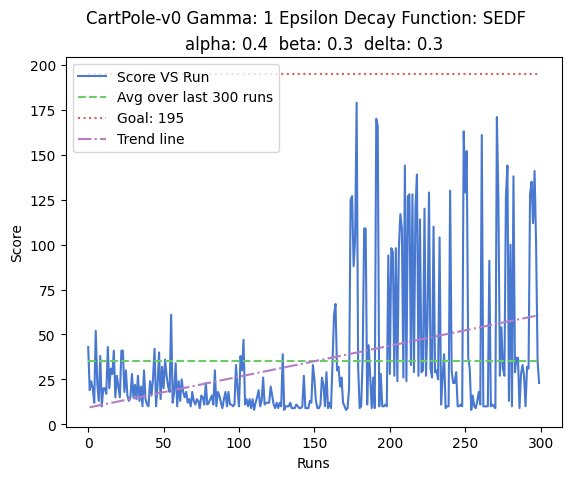 CartPole-v0 Gamma: 1 Epsilon Decay Function: SEDF
alpha: 0.4 beta: 0.3 delta: 0.3
Score VS Run
Avg over last 300 runs
Goal: 195
Trend line
Score
200
175
150
125
100
75
50
25
0
0
50
100
150
200
250
300
Runs